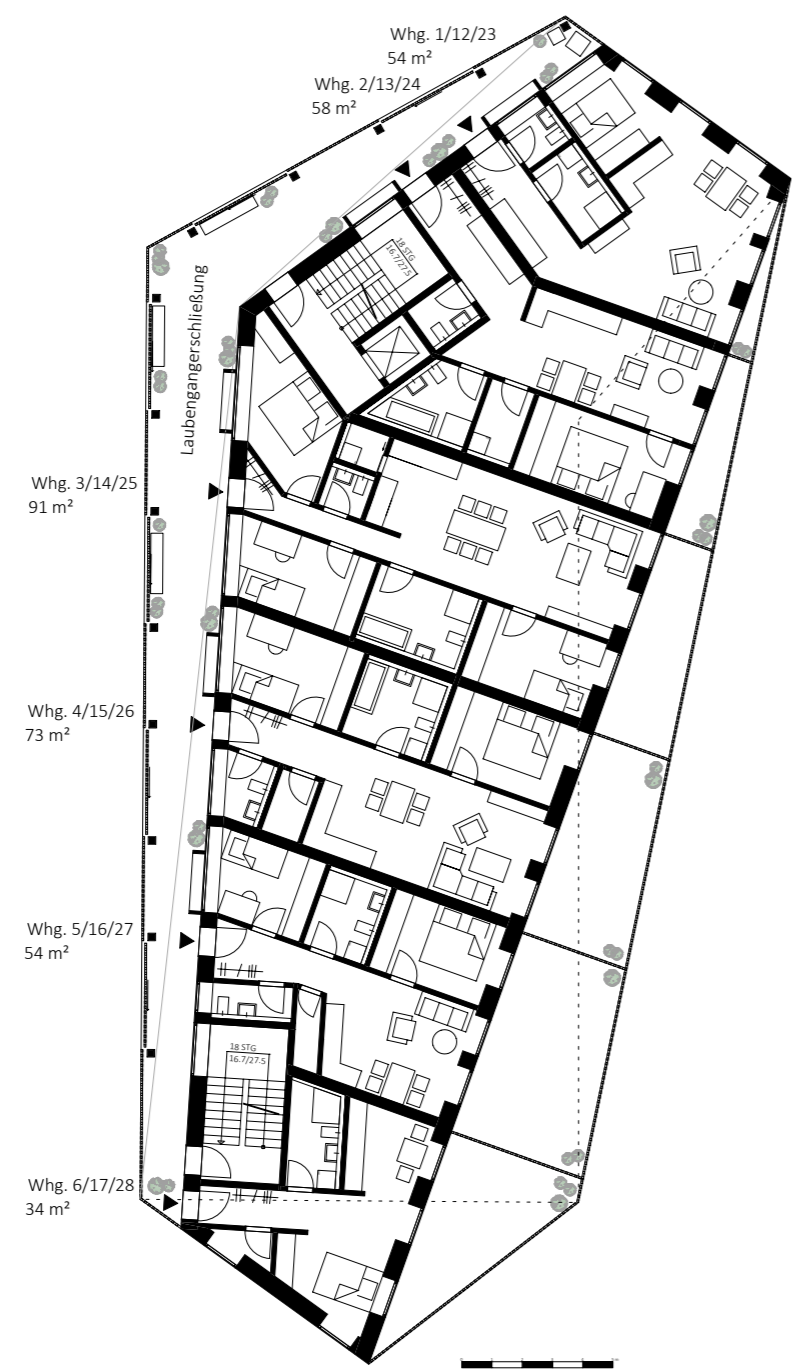 Whg. 1/12/23
54 m²
Whg. 2/13/24
58 m²
18 STG
16.7/27.5
Laubengangerschließung
Whg. 3/14/25
91 m²
Whg. 4/15/26
73 m²
Whg. 5/16/27
54 m²
18 STG
16.7/27.5
Whg. 6/17/28
34 m²